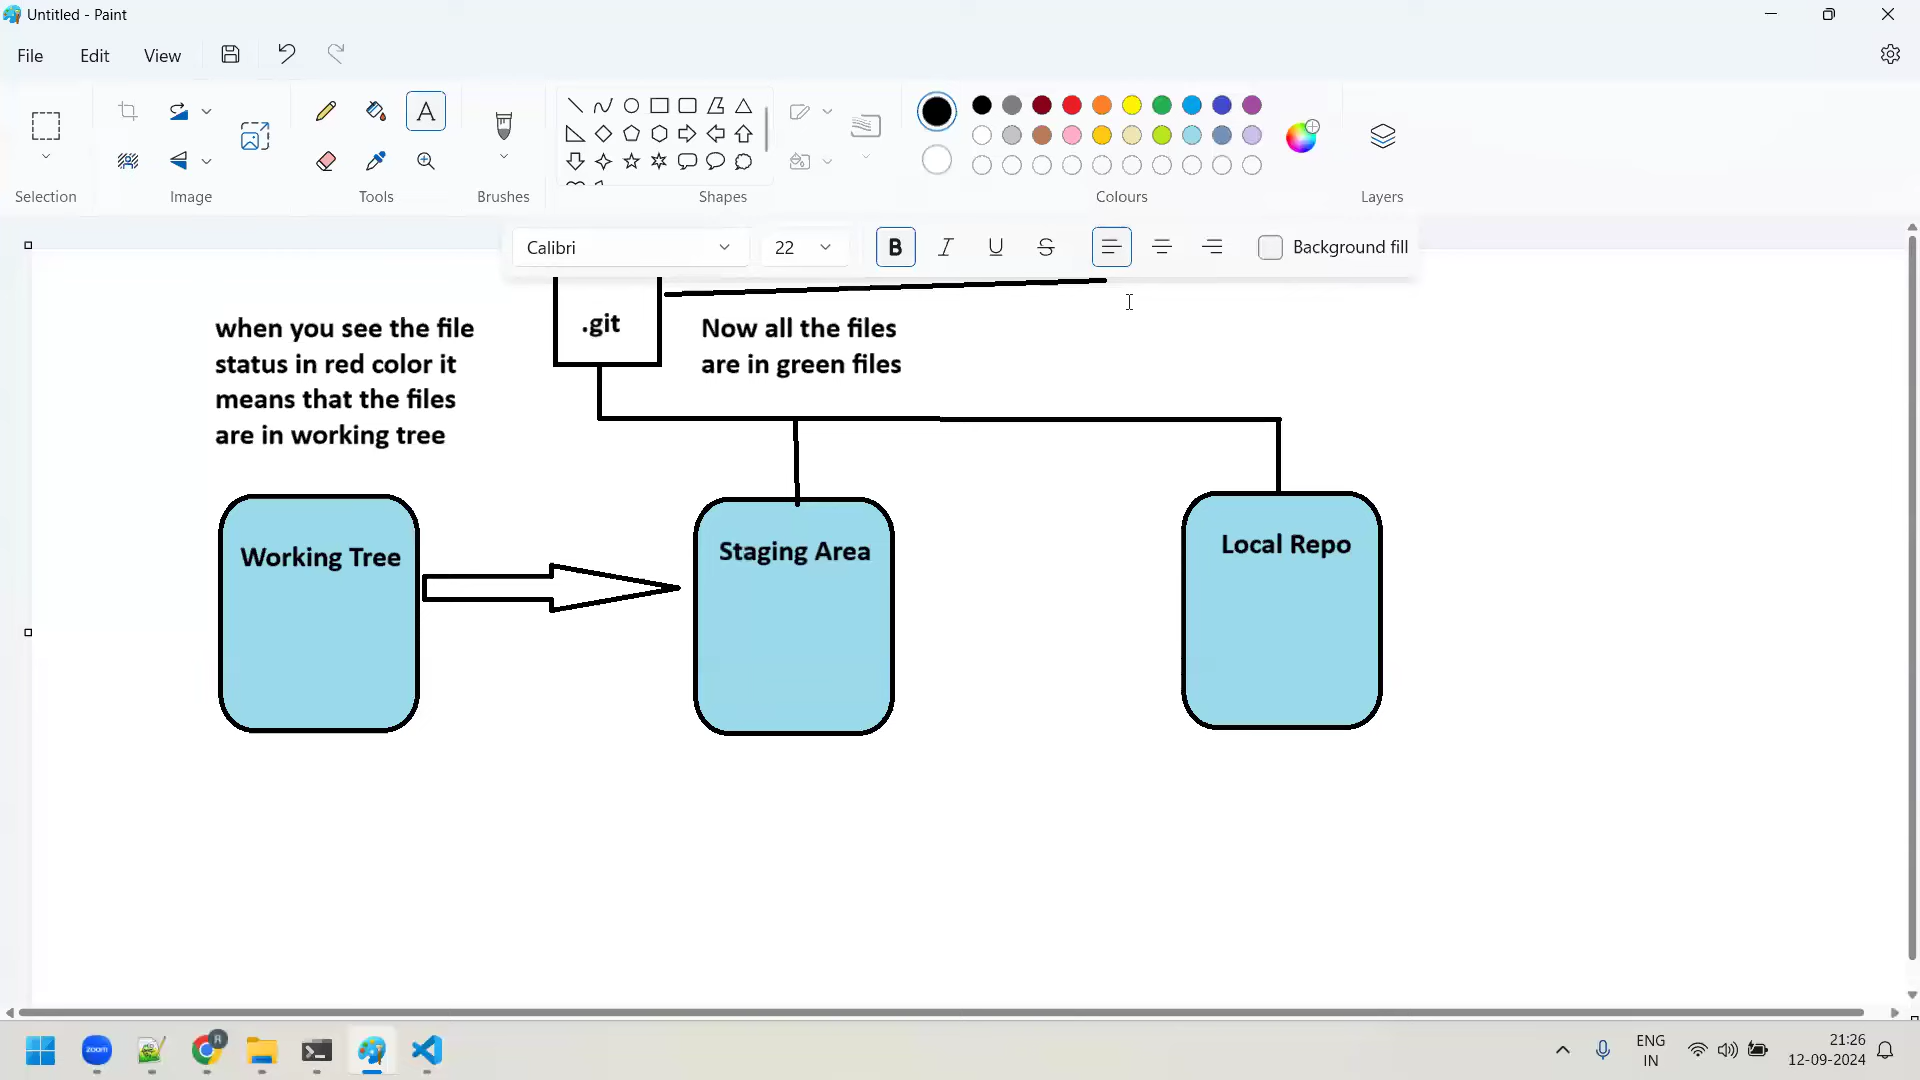 Untitled - Paint
File Edit View
Selection Image Tools Brushes Shapes Colours Layers
Calibri 22 B I U S Background fill
.git
when you see the file
status in red color it
means that the files
are in working tree
Now all the files
are in green files
Working Tree
Staging Area
Local Repo
zoom
R
ENG
IN
21:26
12-09-2024